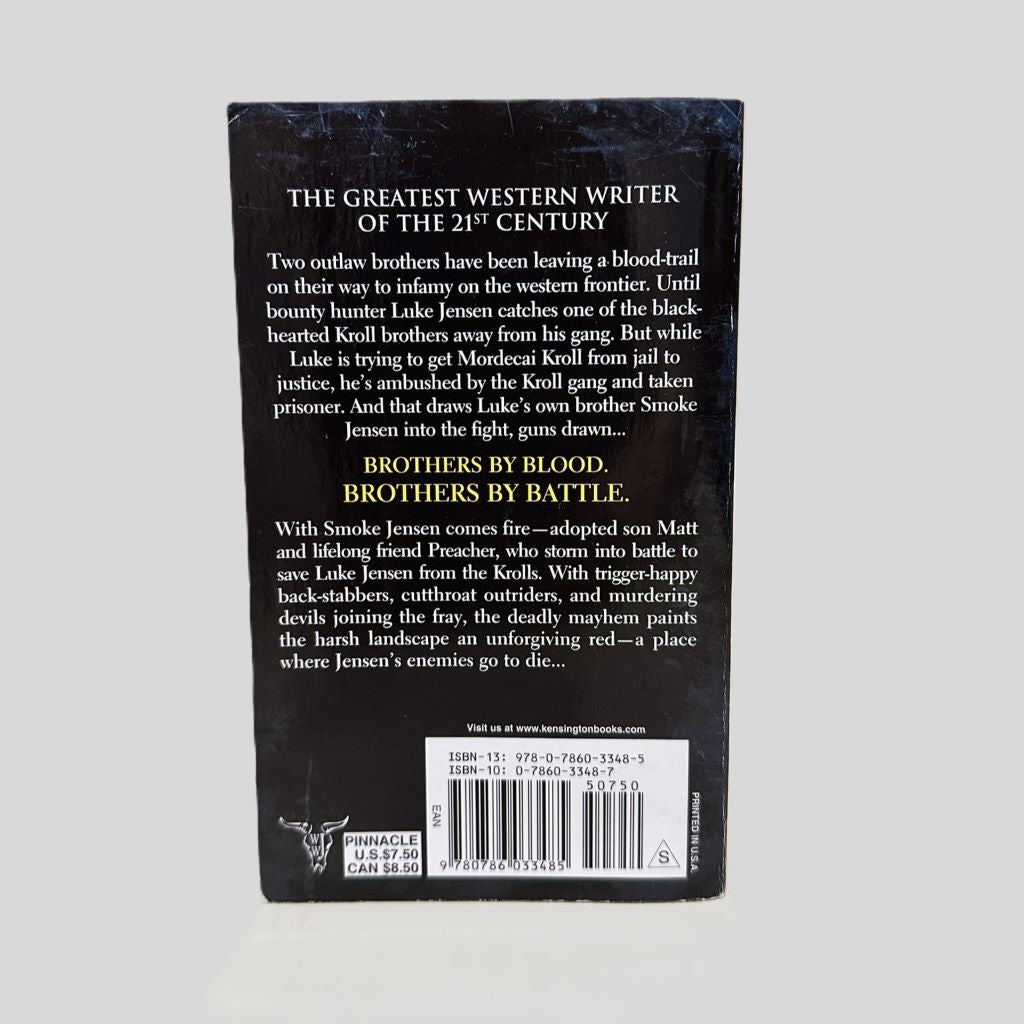 THE GREATEST WESTERN WRITER
OF THE 21ST CENTURY
Two outlaw brothers have been leaving a blood-trail
on their way to infamy on the western frontier. Until
bounty hunter Luke Jensen catches one of the black-
hearted Kroll brothers away from his gang. But while
Luke is trying to get Mordecai Kroll from jail to
justice, he's ambushed by the Kroll gang and taken
prisoner. And that draws Luke's own brother Smoke
Jensen into the fight, guns drawn...
BROTHERS BY BLOOD.
BROTHERS BY BATTLE.
With Smoke Jensen comes fire—adopted son Matt
and lifelong friend Preacher, who storm into battle to
save Luke Jensen from the Krolls. With trigger-happy
back-stabbers, cutthroat outriders, and murdering
devils joining the fray, the deadly mayhem paints
the harsh landscape an unforgiving red—a place
where Jensen's enemies go to die...
Visit us at www.kensingtonbooks.com
ISBN-13: 978-0-7860-3348-5
ISBN-10: 0-7860-3348-7
50750
EAN
9 780786 033485
S
PRINTED IN U.S.A.
WJW
PINNACLE
U.S.$7.50
CAN $8.50